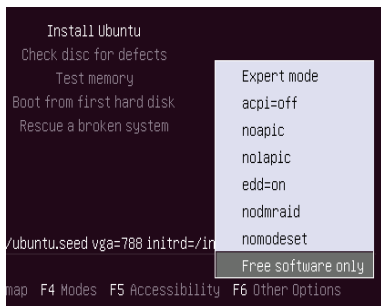 Install Ubuntu
Check disc for defects
Test memory
Boot from first hard disk
Rescue a broken system
Expert mode
acpi=off
noapic
nolapic
edd=on
nodmraid
nomodeset
Free software only
/ubuntu.seed vga=788 initrd=/in
map F4 Modes F5 Accessibility F6 Other Options